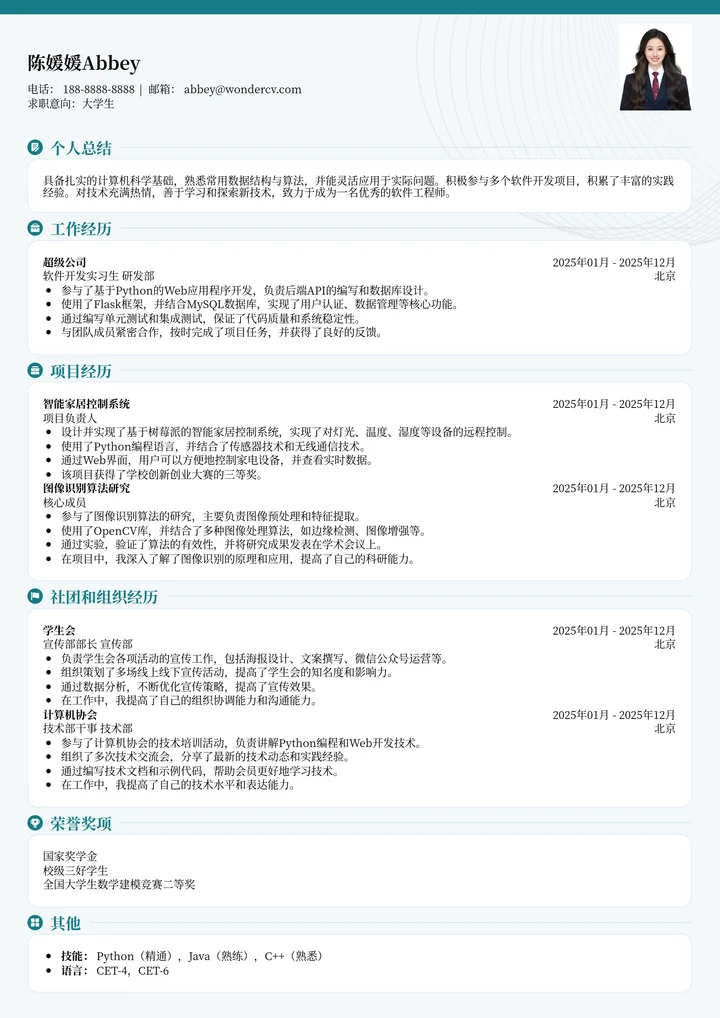 陈媛媛Abbey
电话： 188-8888-8888 | 邮箱： abbey@wondercv.com
求职意向：大学生
个人总结
具备扎实的计算机科学基础，熟悉常用数据结构与算法，并能灵活应用于实际问题。积极参与多个软件开发项目，积累了丰富的实践
经验。对技术充满热情，善于学习和探索新技术，致力于成为一名优秀的软件工程师。
工作经历
超级公司 2025年01月 - 2025年12月
软件开发实习生 研发部 北京
• 参与了基于Python的Web应用程序开发，负责后端API的编写和数据库设计。
• 使用了Flask框架，并结合MySQL数据库，实现了用户认证、数据管理等核心功能。
• 通过编写单元测试和集成测试，保证了代码质量和系统稳定性。
• 与团队成员紧密合作，按时完成了项目任务，并获得了良好的反馈。
项目经历
智能家居控制系统 2025年01月 - 2025年12月
项目负责人 北京
• 设计并实现了基于树莓派的智能家居控制系统，实现了对灯光、温度、湿度等设备的远程控制。
• 使用了Python编程语言，并结合了传感器技术和无线通信技术。
• 通过Web界面，用户可以方便地控制家电设备，并查看实时数据。
• 该项目获得了学校创新创业大赛的三等奖。
图像识别算法研究 2025年01月 - 2025年12月
核心成员 北京
• 参与了图像识别算法的研究，主要负责图像预处理和特征提取。
• 使用了OpenCV库，并结合了多种图像处理算法，如边缘检测、图像增强等。
• 通过实验，验证了算法的有效性，并将研究成果发表在学术会议上。
• 在项目中，我深入了解了图像识别的原理和应用，提高了自己的科研能力。
社团和组织经历
学生会 2025年01月 - 2025年12月
宣传部部长 宣传部 北京
• 负责学生会各项活动的宣传工作，包括海报设计、文案撰写、微信公众号运营等。
• 组织策划了多场线上线下宣传活动，提高了学生会的知名度和影响力。
• 通过数据分析，不断优化宣传策略，提高了宣传效果。
• 在工作中，我提高了自己的组织协调能力和沟通能力。
计算机协会 2025年01月 - 2025年12月
技术部干事 技术部 北京
• 参与了计算机协会的技术培训活动，负责讲解Python编程和Web开发技术。
• 组织了多次技术交流会，分享了最新的技术动态和实践经验。
• 通过编写技术文档和示例代码，帮助会员更好地学习技术。
• 在工作中，我提高了自己的技术水平和表达能力。
荣誉奖项
国家奖学金
校级三好学生
全国大学生数学建模竞赛二等奖
其他
• 技能： Python（精通），Java（熟练），C++（熟悉）
• 语言： CET-4，CET-6